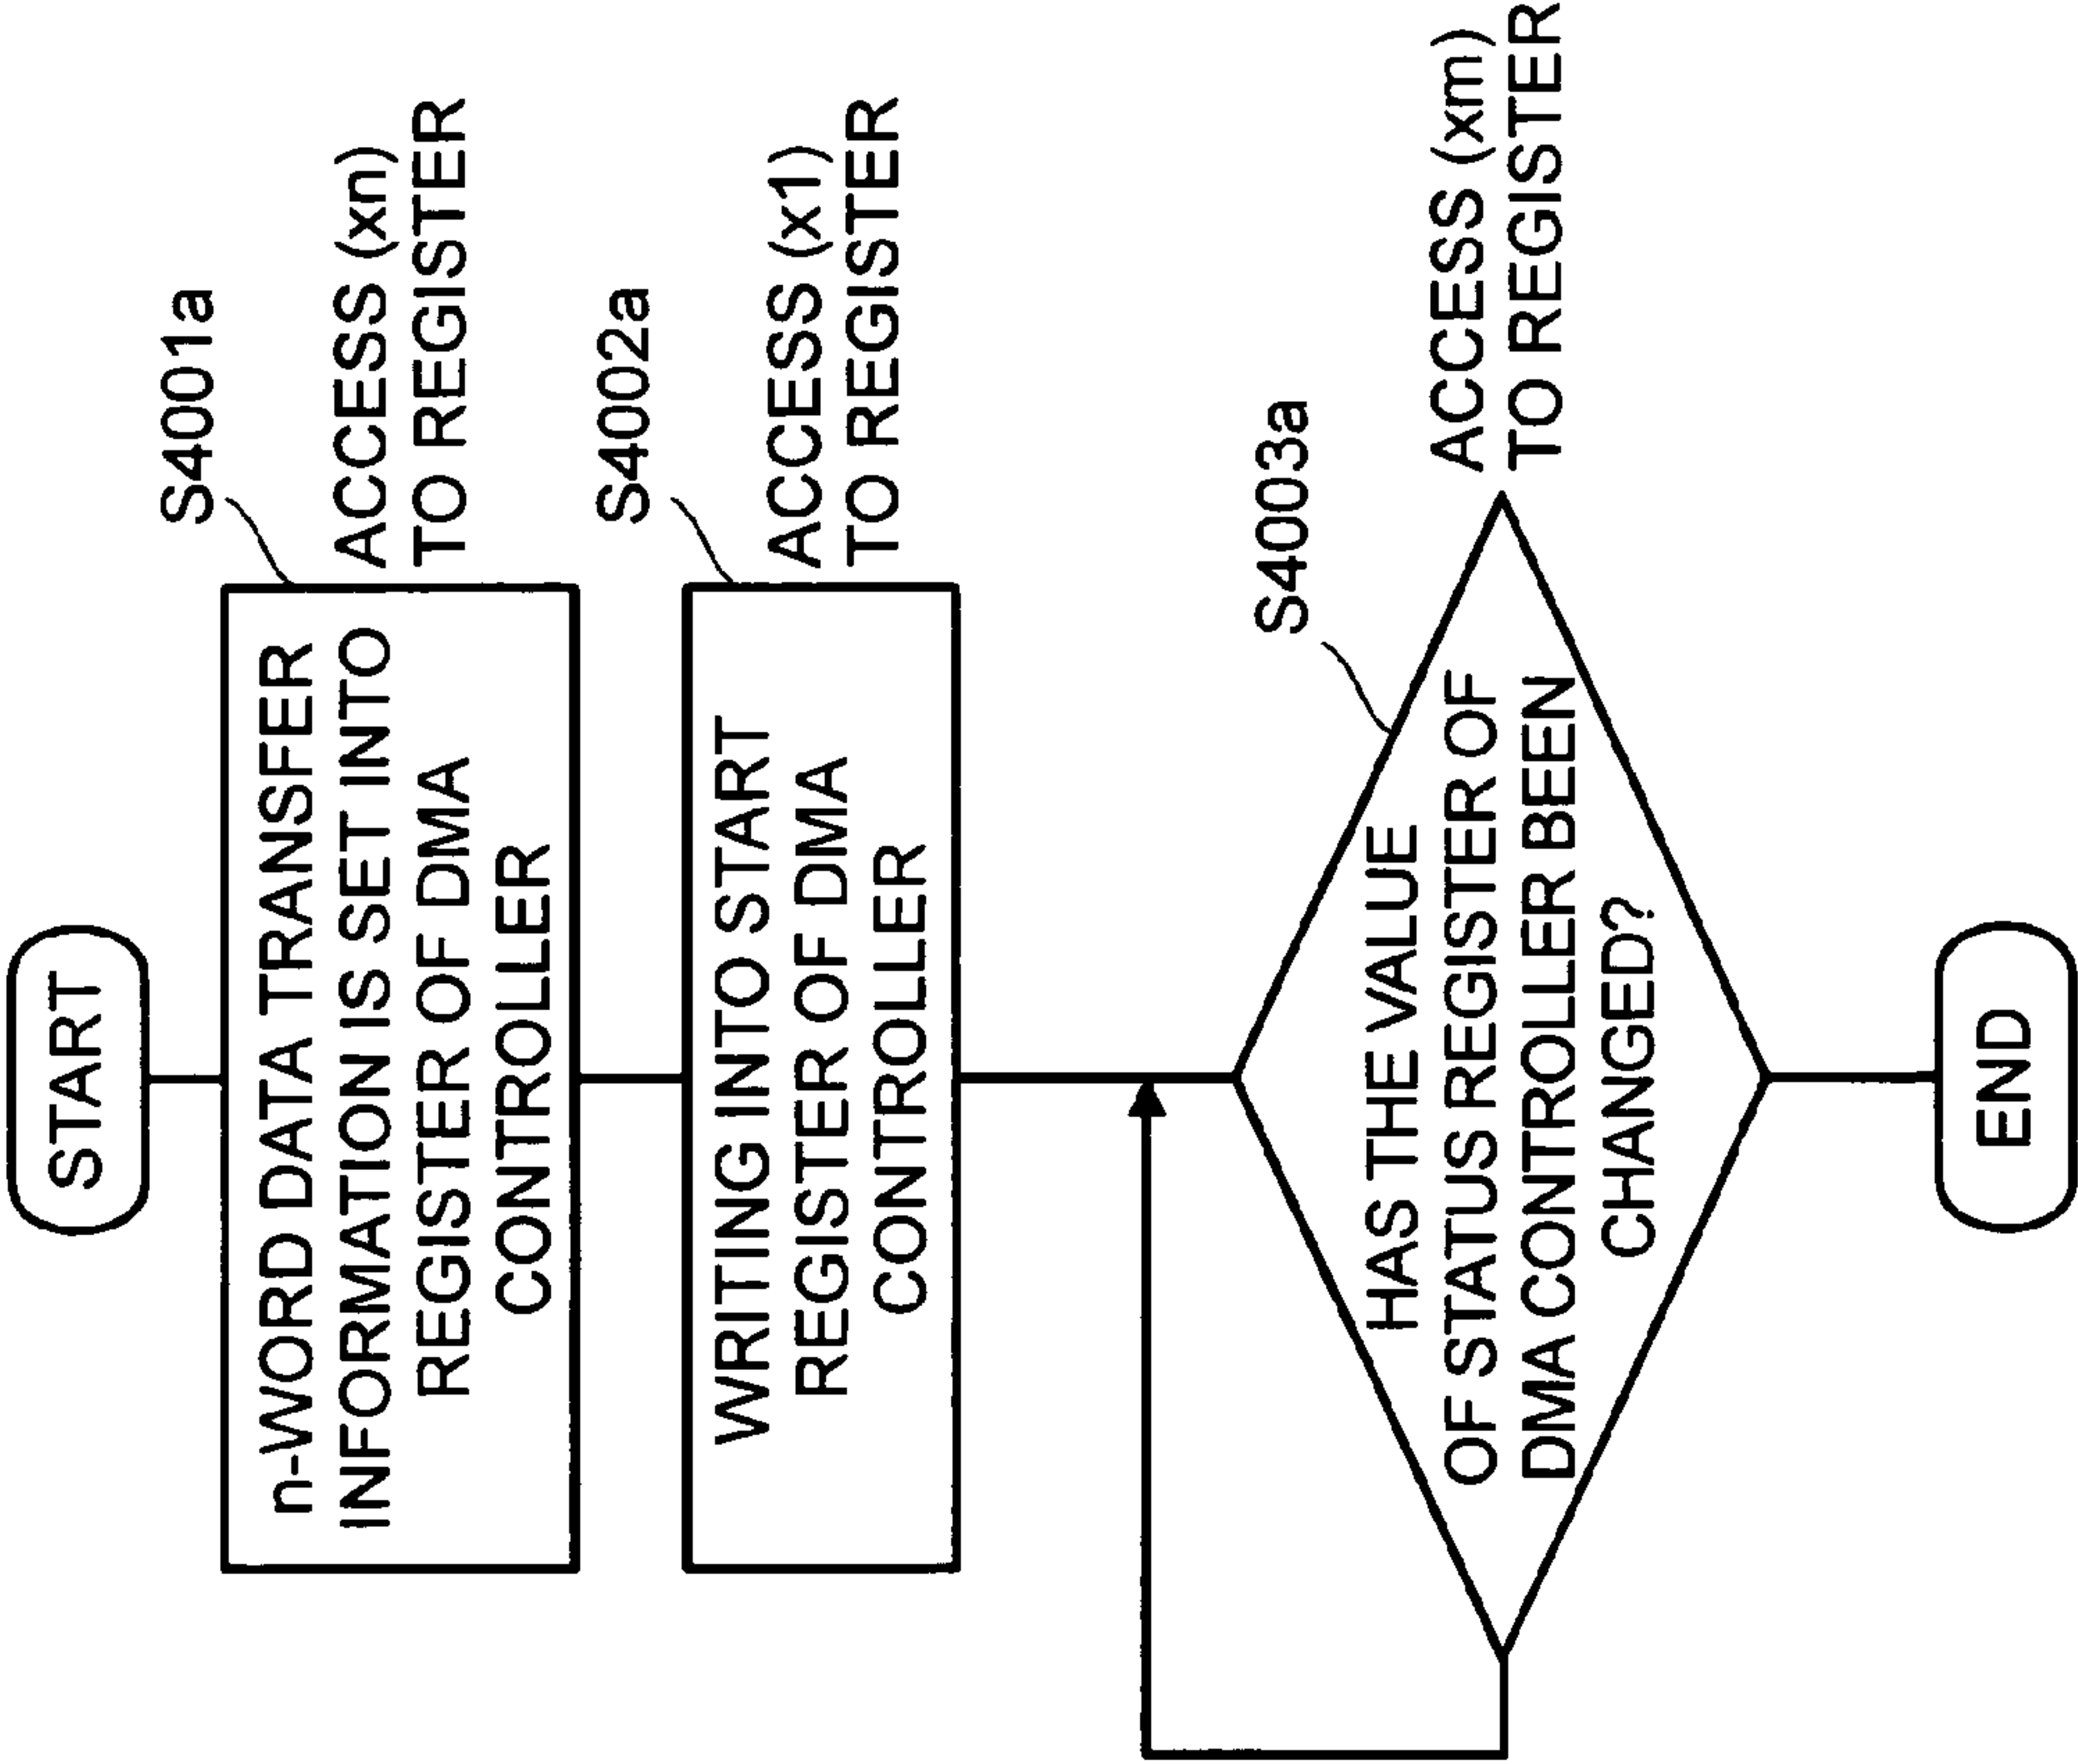 START
S4001a
n-WORD DATA TRANSFER
INFORMATION IS SET INTO
REGISTER OF DMA
CONTROLLER
ACCESS (xn)
TO REGISTER
S4002a
WRITING INTO START
REGISTER OF DMA
CONTROLLER
ACCESS (x1)
TO REGISTER
S4003a
HAS THE VALUE
OF STATUS REGISTER OF
DMA CONTROLLER BEEN
CHANGED?
ACCESS (xm)
TO REGISTER
END